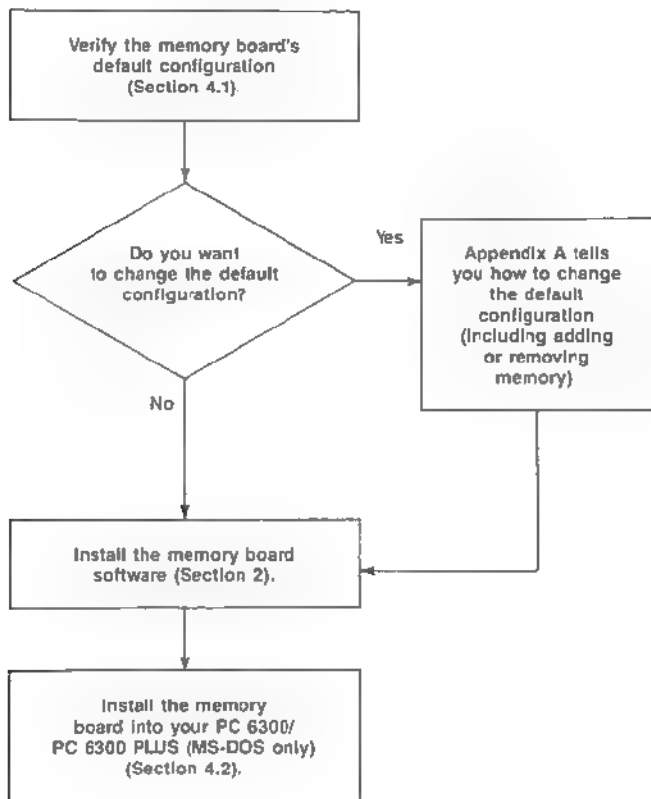 Verify the memory board's
default configuration
(Section 4.1)
Do you want
to change the default
configuration?
Yes
Appendix A tells
you how to change
the default
configuration
(including adding
or removing
memory)
No
Install the memory board
software (Section 2).
Install the memory
board into your PC 6300/
PC 6300 PLUS (MS-DOS only)
(Section 4.2).